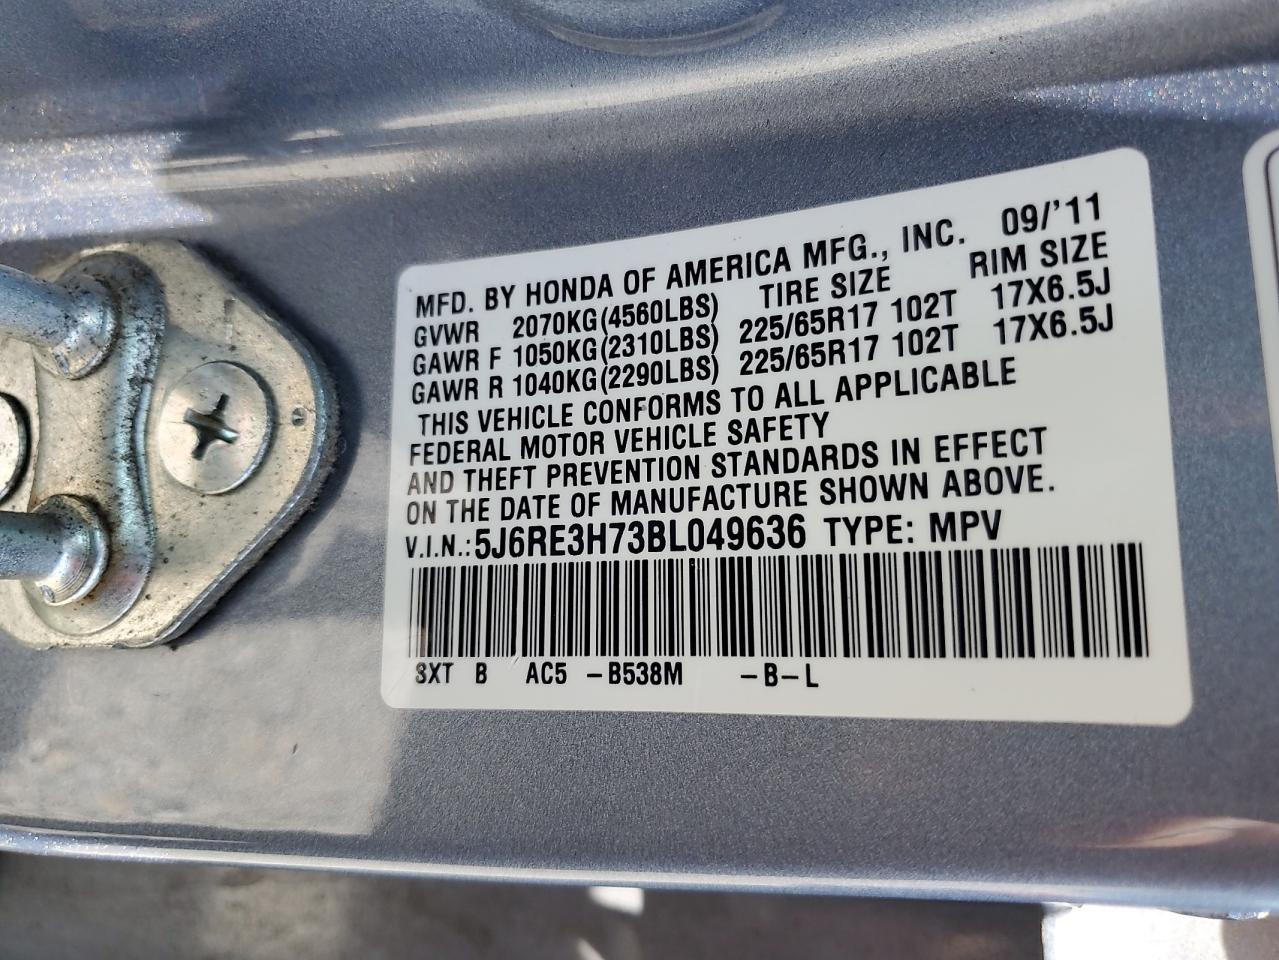 MFD. BY HONDA OF AMERICA MFG., INC. 09/'11
GVWR 2070KG(4560LBS) TIRE SIZE RIM SIZE
GAWR F 1050KG(2310LBS) 225/65R17 102T 17X6.5J
GAWR R 1040KG(2290LBS) 225/65R17 102T 17X6.5J
THIS VEHICLE CONFORMS TO ALL APPLICABLE
FEDERAL MOTOR VEHICLE SAFETY
AND THEFT PREVENTION STANDARDS IN EFFECT
ON THE DATE OF MANUFACTURE SHOWN ABOVE.
V.I.N.: 5J6RE3H73BL049636 TYPE: MPV
SXT B AC5 -B538M -B-L